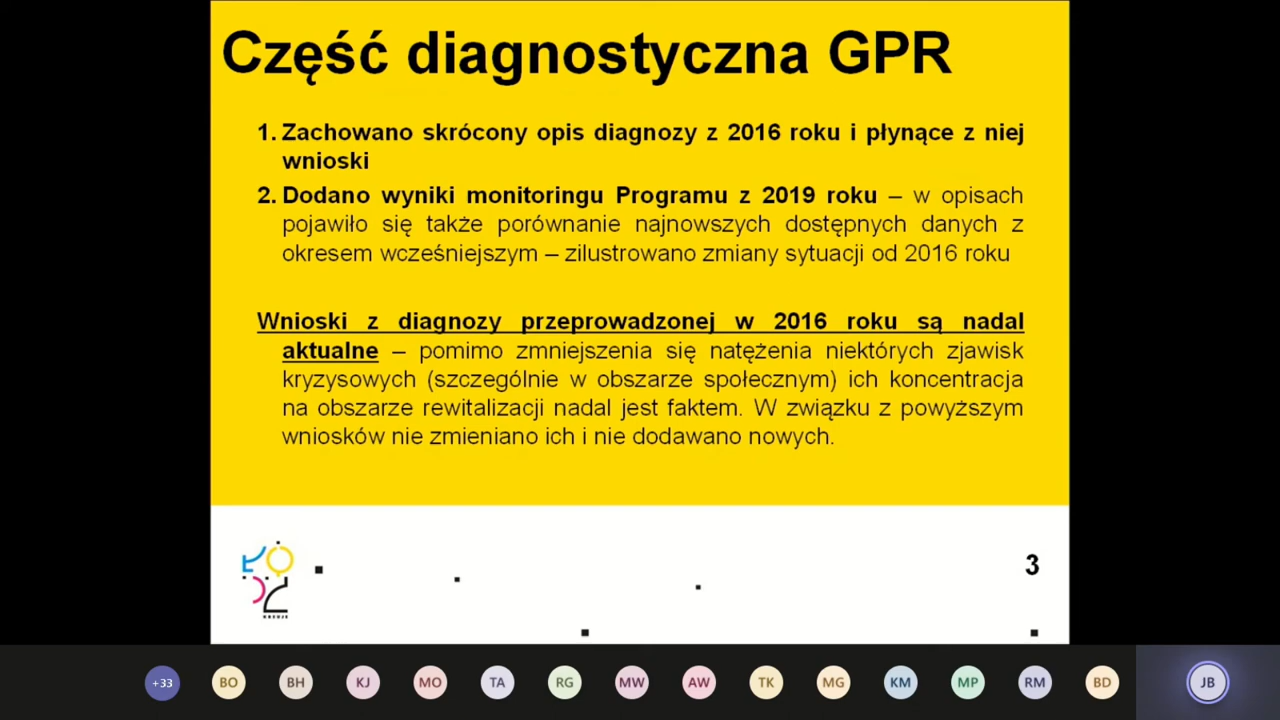 Część diagnostyczna GPR
1. Zachowano skrócony opis diagnozy z 2016 roku i płynące z niej
wnioski
2. Dodano wyniki monitoringu Programu z 2019 roku – w opisach
pojawiło się także porównanie najnowszych dostępnych danych z
okresem wcześniejszym – zilustrowano zmiany sytuacji od 2016 roku
Wnioski z diagnozy przeprowadzonej w 2016 roku są nadal
aktualne – pomimo zmniejszenia się natężenia niektórych zjawisk
kryzysowych (szczególnie w obszarze społecznym) ich koncentracja
na obszarze rewitalizacji nadal jest faktem. W związku z powyższym
wniosków nie zmieniano ich i nie dodawano nowych.
3
+33 BO BH KJ MO TA RG MW AW TK MG KM MP RM BD JB